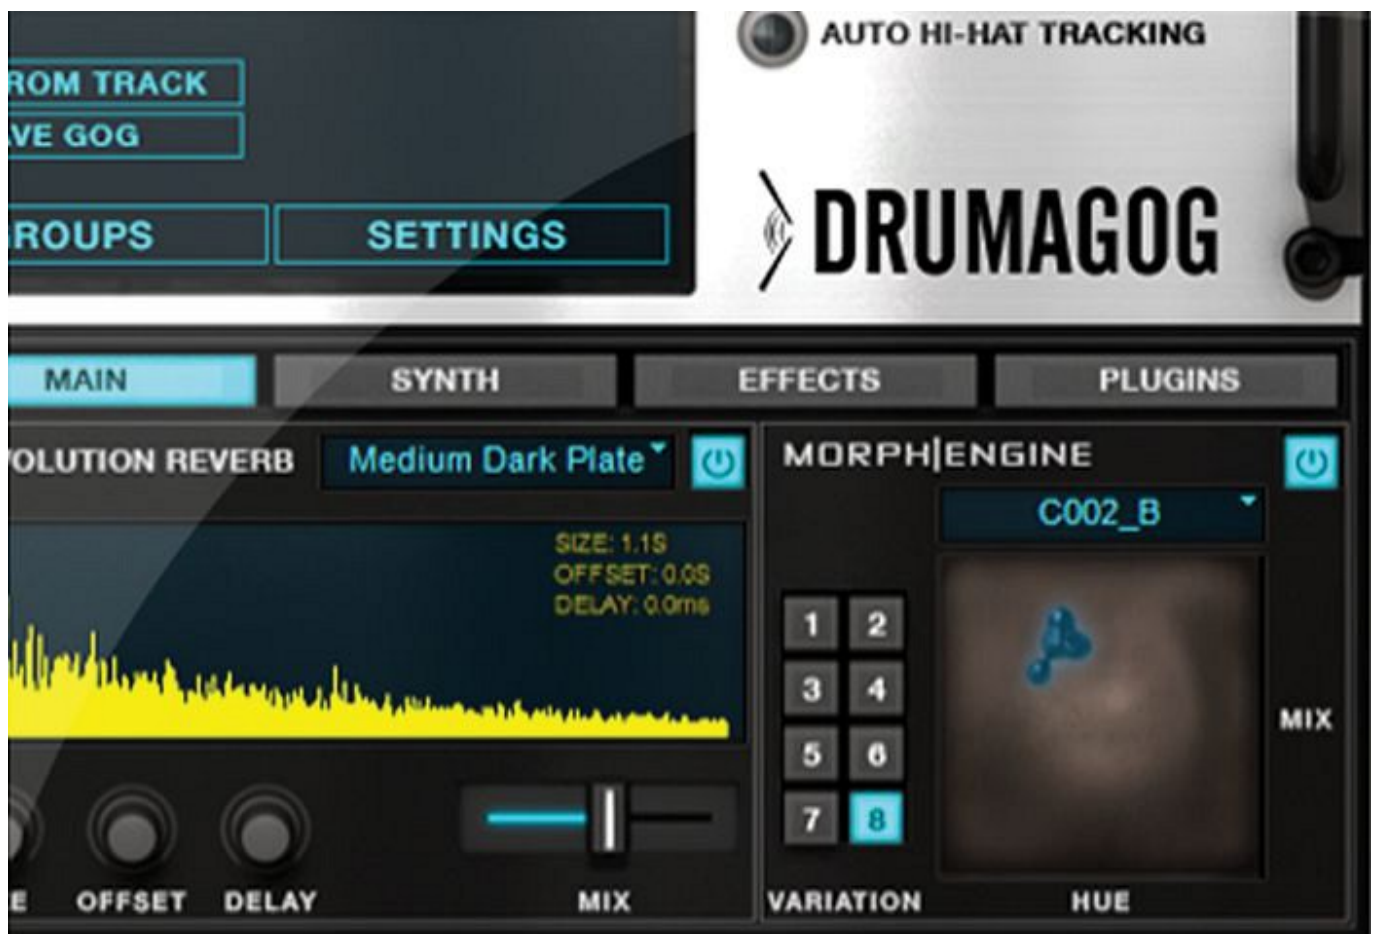 AUTO HI-HAT TRACKING
ROM TRACK
VE GOG
ROUPS
SETTINGS
DRUMAGOG
MAIN
SYNTH
EFFECTS
PLUGINS
OLUTION REVERB
Medium Dark Plate
MORPH|ENGINE
C002_B
SIZE: 1.1S
OFFSET: 0.0S
DELAY: 0.0ms
1 2
3 4
5 6
7 8
MIX
E
OFFSET
DELAY
MIX
VARIATION
HUE